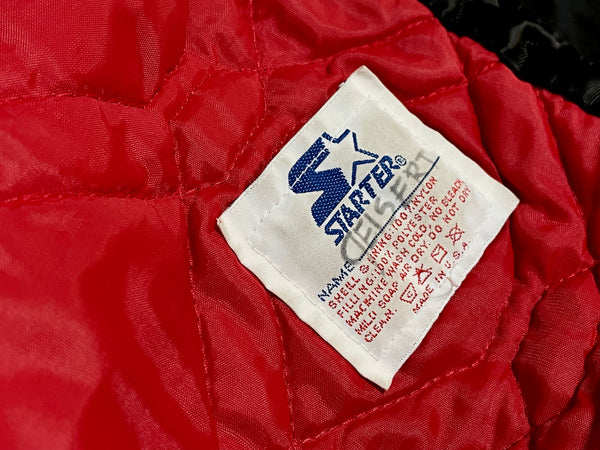 STARTER®
NAME
SHELL & LINING: 100% NYLON
FILLING: 100% POLYESTER
MACHINE WASH COLD, NO BLEACH
MILD SOAP AIR DRY. DO NOT DRY
CLEAN.
MADE IN U.S.A.